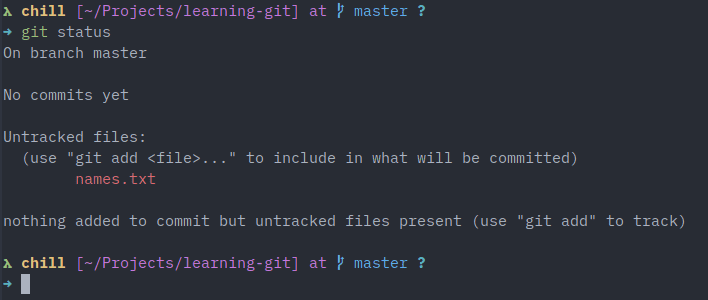 λ chill [~/Projects/learning-git] at ᚴ master ?
➜ git status
On branch master
No commits yet
Untracked files:
(use "git add <file>..." to include in what will be committed)
names.txt
nothing added to commit but untracked files present (use "git add" to track)
λ chill [~/Projects/learning-git] at ᚴ master ?
➜